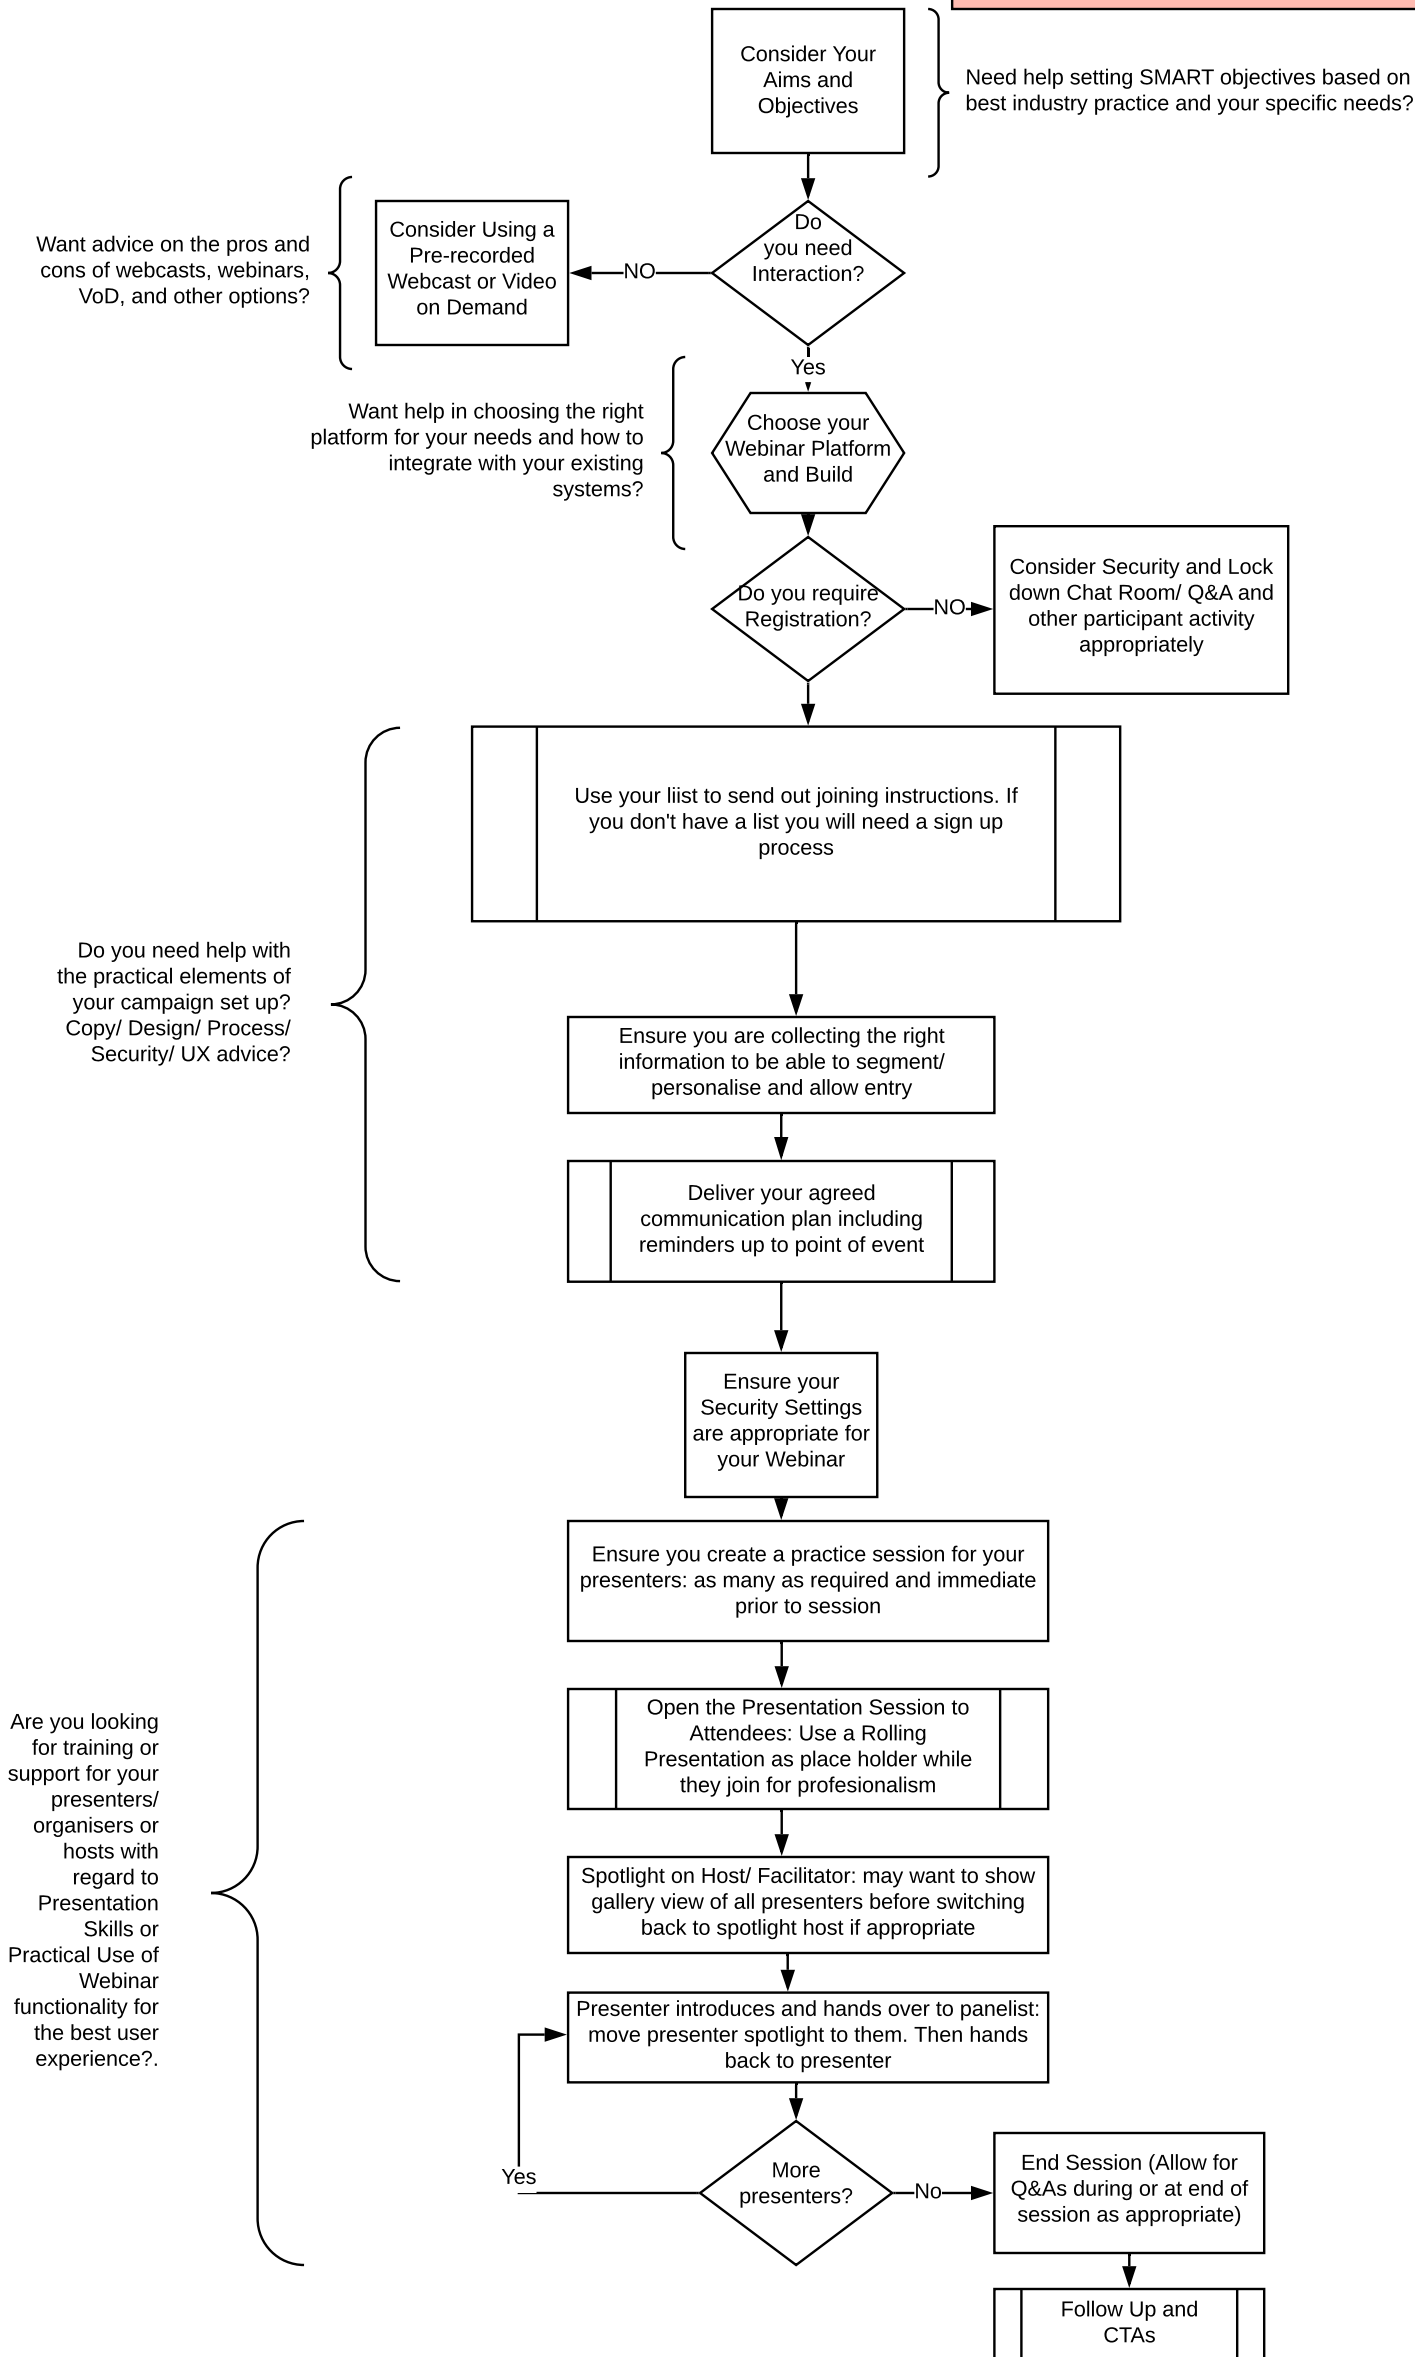 Consider Your
Aims and
Objectives
Need help setting SMART objectives based on
best industry practice and your specific needs?
Do
you need
Interaction?
NO
Consider Using a
Pre-recorded
Webcast or Video
on Demand
Want advice on the pros and
cons of webcasts, webinars,
VoD, and other options?
Yes
Want help in choosing the right
platform for your needs and how to
integrate with your existing
systems?
Choose your
Webinar Platform
and Build
Do you require
Registration?
NO
Consider Security and Lock
down Chat Room/ Q&A and
other participant activity
appropriately
Use your liist to send out joining instructions. If
you don't have a list you will need a sign up
process
Do you need help with
the practical elements of
your campaign set up?
Copy/ Design/ Process/
Security/ UX advice?
Ensure you are collecting the right
information to be able to segment/
personalise and allow entry
Deliver your agreed
communication plan including
reminders up to point of event
Ensure your
Security Settings
are appropriate for
your Webinar
Ensure you create a practice session for your
presenters: as many as required and immediate
prior to session
Open the Presentation Session to
Attendees: Use a Rolling
Presentation as place holder while
they join for profesionalism
Are you looking
for training or
support for your
presenters/
organisers or
hosts with
regard to
Presentation
Skills or
Practical Use of
Webinar
functionality for
the best user
experience?.
Spotlight on Host/ Facilitator: may want to show
gallery view of all presenters before switching
back to spotlight host if appropriate
Presenter introduces and hands over to panelist:
move presenter spotlight to them. Then hands
back to presenter
Yes
More
presenters?
No
End Session (Allow for
Q&As during or at end of
session as appropriate)
Follow Up and
CTAs